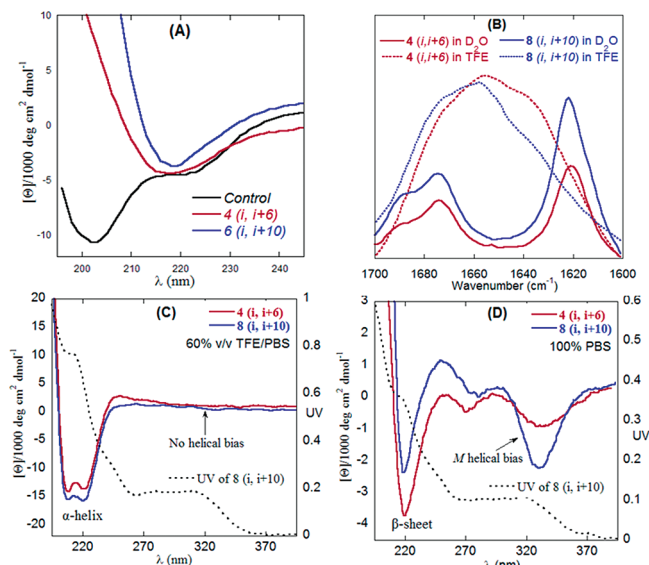 10
5
0
-5
-10
[Θ]/1000 deg cm² dmol⁻¹
(A)
Control
4 (i, i+6)
6 (i, i+10)
200 210 220 230 240
λ (nm)
4 (i,i+6) in D₂O
8 (i, i+10) in D₂O
4 (i,i+6) in TFE
8 (i, i+10) in TFE
(B)
1700 1680 1660 1640 1620 1600
Wavenumber (cm⁻¹)
20
15
10
5
0
-5
-10
-15
-20
[Θ]/1000 deg cm² dmol⁻¹
(C)
4 (i, i+6)
8 (i, i+10)
60% v/v TFE/PBS
No helical bias
α-helix
UV of 8 (i, i+10)
1
0.8
0.6
UV
0.4
0.2
0
220 270 320 370
λ (nm)
3
2
1
0
-1
-2
-3
-4
[Θ]/1000 deg cm² dmol⁻¹
(D)
4 (i, i+6)
8 (i, i+10)
100% PBS
M helical bias
UV of 8 (i, i+10)
β-sheet
0.6
0.5
0.4
0.3
UV
0.2
0.1
0
220 270 320 370
λ (nm)